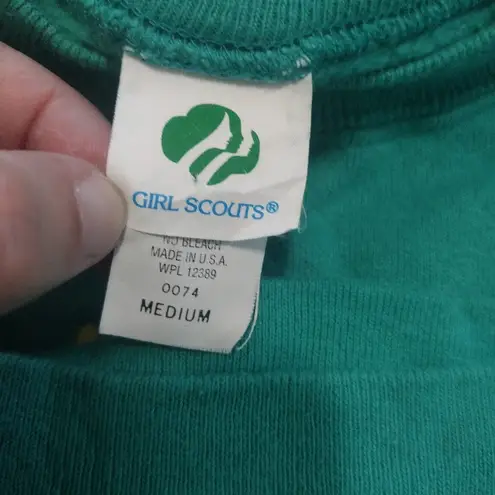 GIRL SCOUTS®
NO BLEACH
MADE IN U.S.A.
WPL 12389
0074
MEDIUM